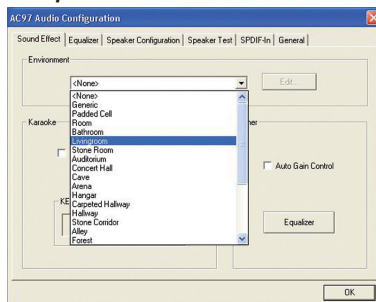 AC97 Audio Configuration
Sound Effect Equalizer Speaker Configuration Speaker Test SPDIF-In General
Environment
<None>
Edit...
<None>
Generic
Padded Cell
Room
Bathroom
Livingroom
Stone Room
Auditorium
Concert Hall
Cave
Arena
Hangar
Carpeted Hallway
Hallway
Stone Corridor
Alley
Forest
Karaoke
KE
Auto Gain Control
Equalizer
OK